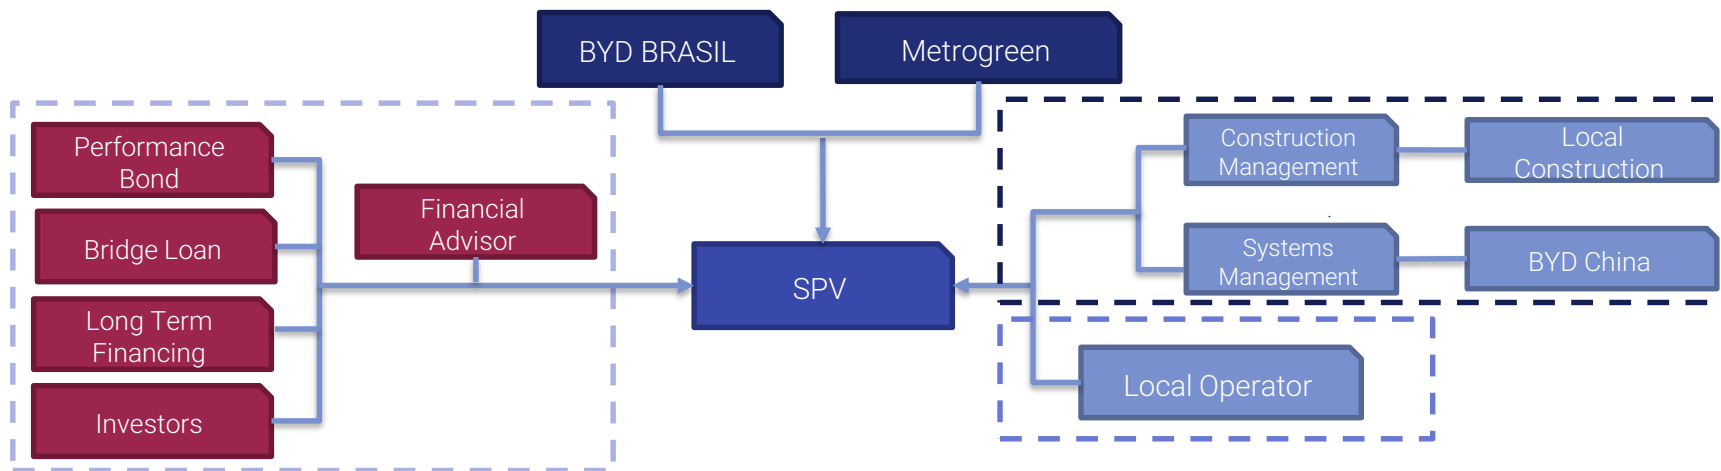 BYD BRASIL
Metrogreen
Performance
Bond
Bridge Loan
Long Term
Financing
Investors
Financial
Advisor
SPV
Construction
Management
Local
Construction
Systems
Management
BYD China
Local Operator